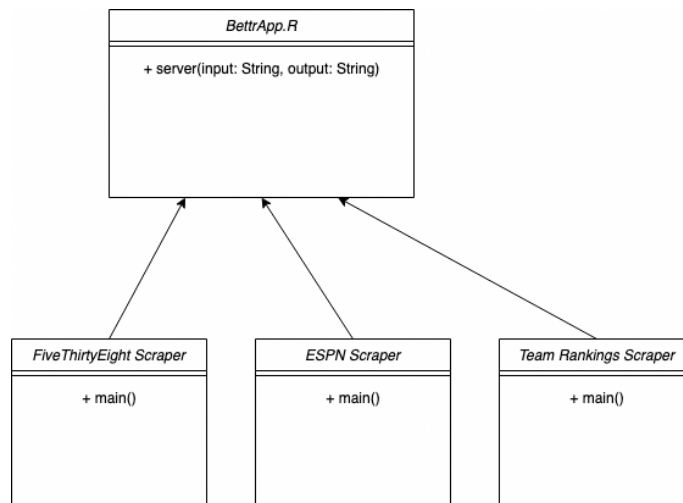 BettrApp.R
+ server(input: String, output: String)
FiveThirtyEight Scraper
+ main()
ESPN Scraper
+ main()
Team Rankings Scraper
+ main()